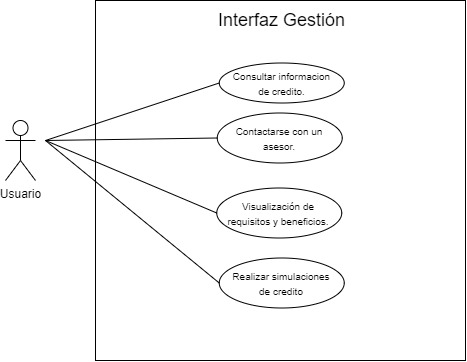 Interfaz Gestión
Consultar informacion
de credito.
Contactarse con un
asesor.
Usuario
Visualización de
requisitos y beneficios.
Realizar simulaciones
de credito